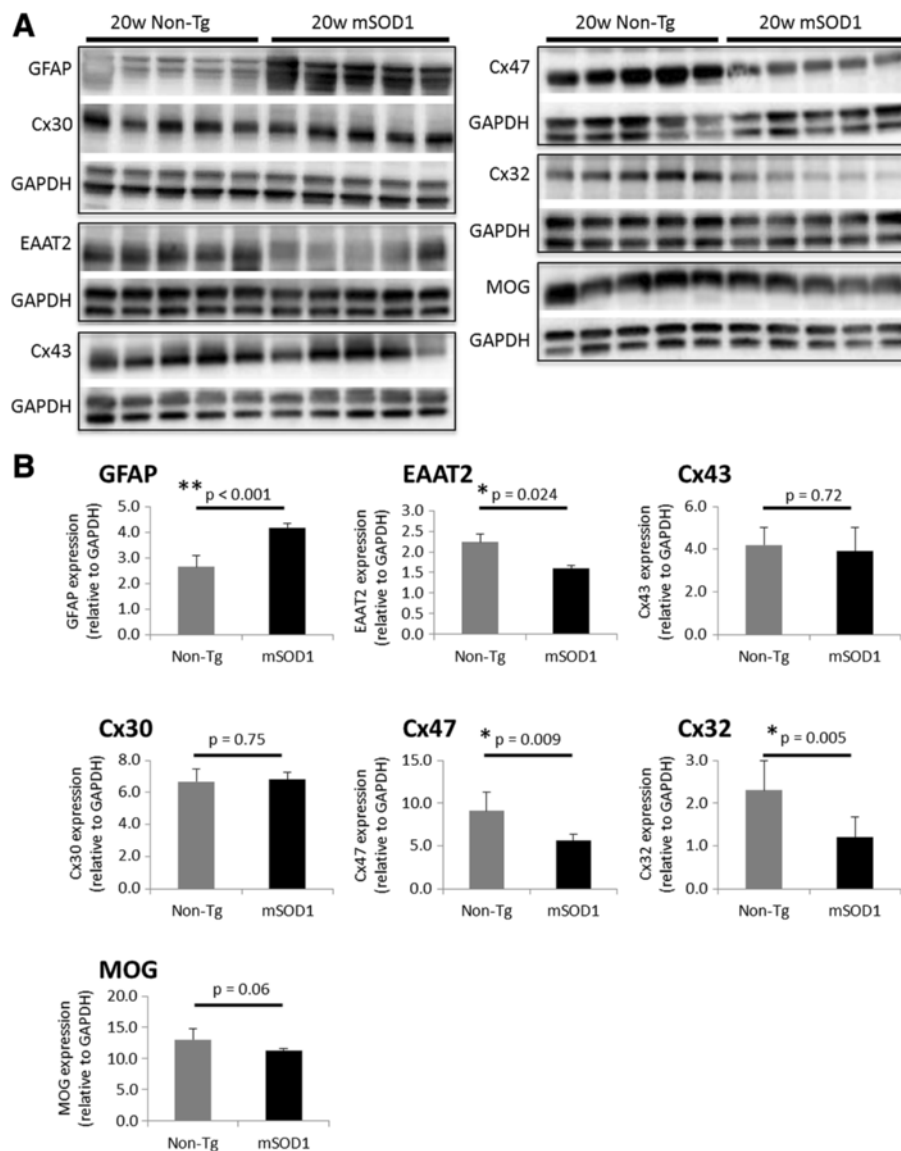 A
20w Non-Tg 20w mSOD1
GFAP
Cx30
GAPDH
EAAT2
GAPDH
Cx43
GAPDH
20w Non-Tg 20w mSOD1
Cx47
GAPDH
Cx32
GAPDH
MOG
GAPDH
B
GFAP
** p < 0.001
GFAP expression
(relative to GAPDH)
5.0
4.0
3.0
2.0
1.0
0.0
Non-Tg mSOD1
EAAT2
* p = 0.024
EAAT2 expression
(relative to GAPDH)
3.0
2.5
2.0
1.5
1.0
0.5
0.0
Non-Tg mSOD1
Cx43
p = 0.72
Cx43 expression
(relative to GAPDH)
6.0
4.0
2.0
0.0
Non-Tg mSOD1
Cx30
p = 0.75
Cx30 expression
(relative to GAPDH)
8.0
6.0
4.0
2.0
0.0
Non-Tg mSOD1
Cx47
* p = 0.009
Cx47 expression
(relative to GAPDH)
15.0
10.0
5.0
0.0
Non-Tg mSOD1
Cx32
* p = 0.005
Cx32 expression
(relative to GAPDH)
3.0
2.0
1.0
0.0
Non-Tg mSOD1
MOG
p = 0.06
MOG expression
(relative to GAPDH)
20.0
15.0
10.0
5.0
0.0
Non-Tg mSOD1